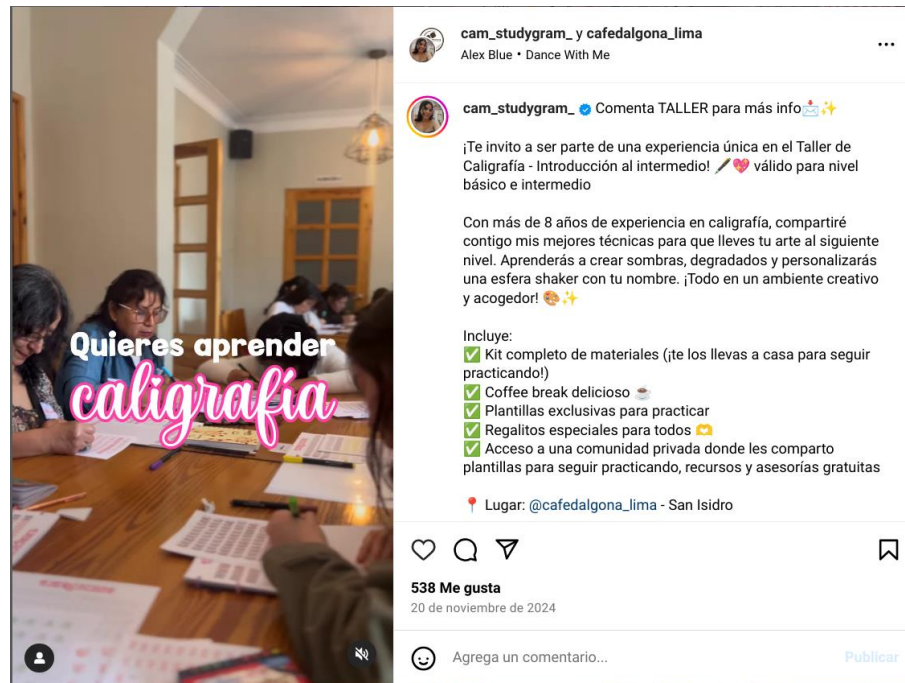 Quieres aprender
caligrafía
cam_studygram_ y cafedalgona_lima
Alex Blue • Dance With Me
cam_studygram_ Comenta TALLER para más info📩✨
¡Te invito a ser parte de una experiencia única en el Taller de
Caligrafía - Introducción al intermedio! 🖋️💖 válido para nivel
básico e intermedio
Con más de 8 años de experiencia en caligrafía, compartiré
contigo mis mejores técnicas para que lleves tu arte al siguiente
nivel. Aprenderás a crear sombras, degradados y personalizarás
una esfera shaker con tu nombre. ¡Todo en un ambiente creativo
y acogedor! 🎨✨
Incluye:
✅ Kit completo de materiales (¡te los llevas a casa para seguir
practicando!)
✅ Coffee break delicioso ☕
✅ Plantillas exclusivas para practicar
✅ Regalitos especiales para todos 🫶
✅ Acceso a una comunidad privada donde les comparto
plantillas para seguir practicando, recursos y asesorías gratuitas
📍 Lugar: @cafedalgona_lima - San Isidro
538 Me gusta
20 de noviembre de 2024
Agrega un comentario...
Publicar